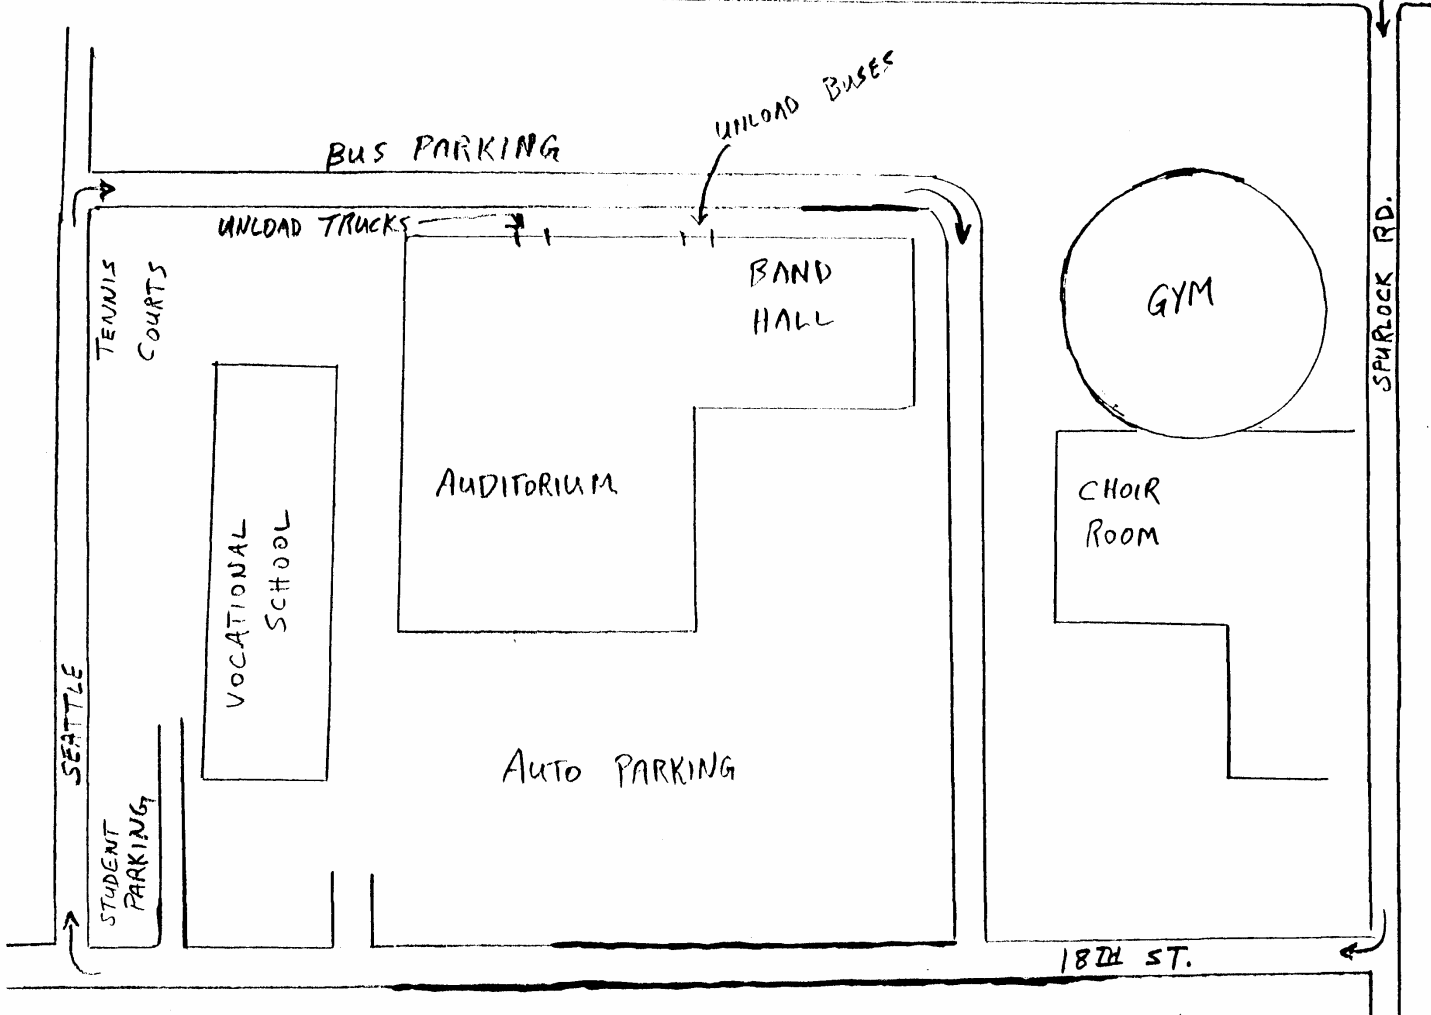 UNLOAD BUSES
BUS PARKING
UNLOAD TRUCKS
TENNIS
COURTS
BAND
HALL
GYM
SPURLOCK RD.
AUDITORIUM
CHOIR
ROOM
VOCATIONAL
SCHOOL
SEATTLE
AUTO PARKING
STUDENT
PARKING
18TH ST.